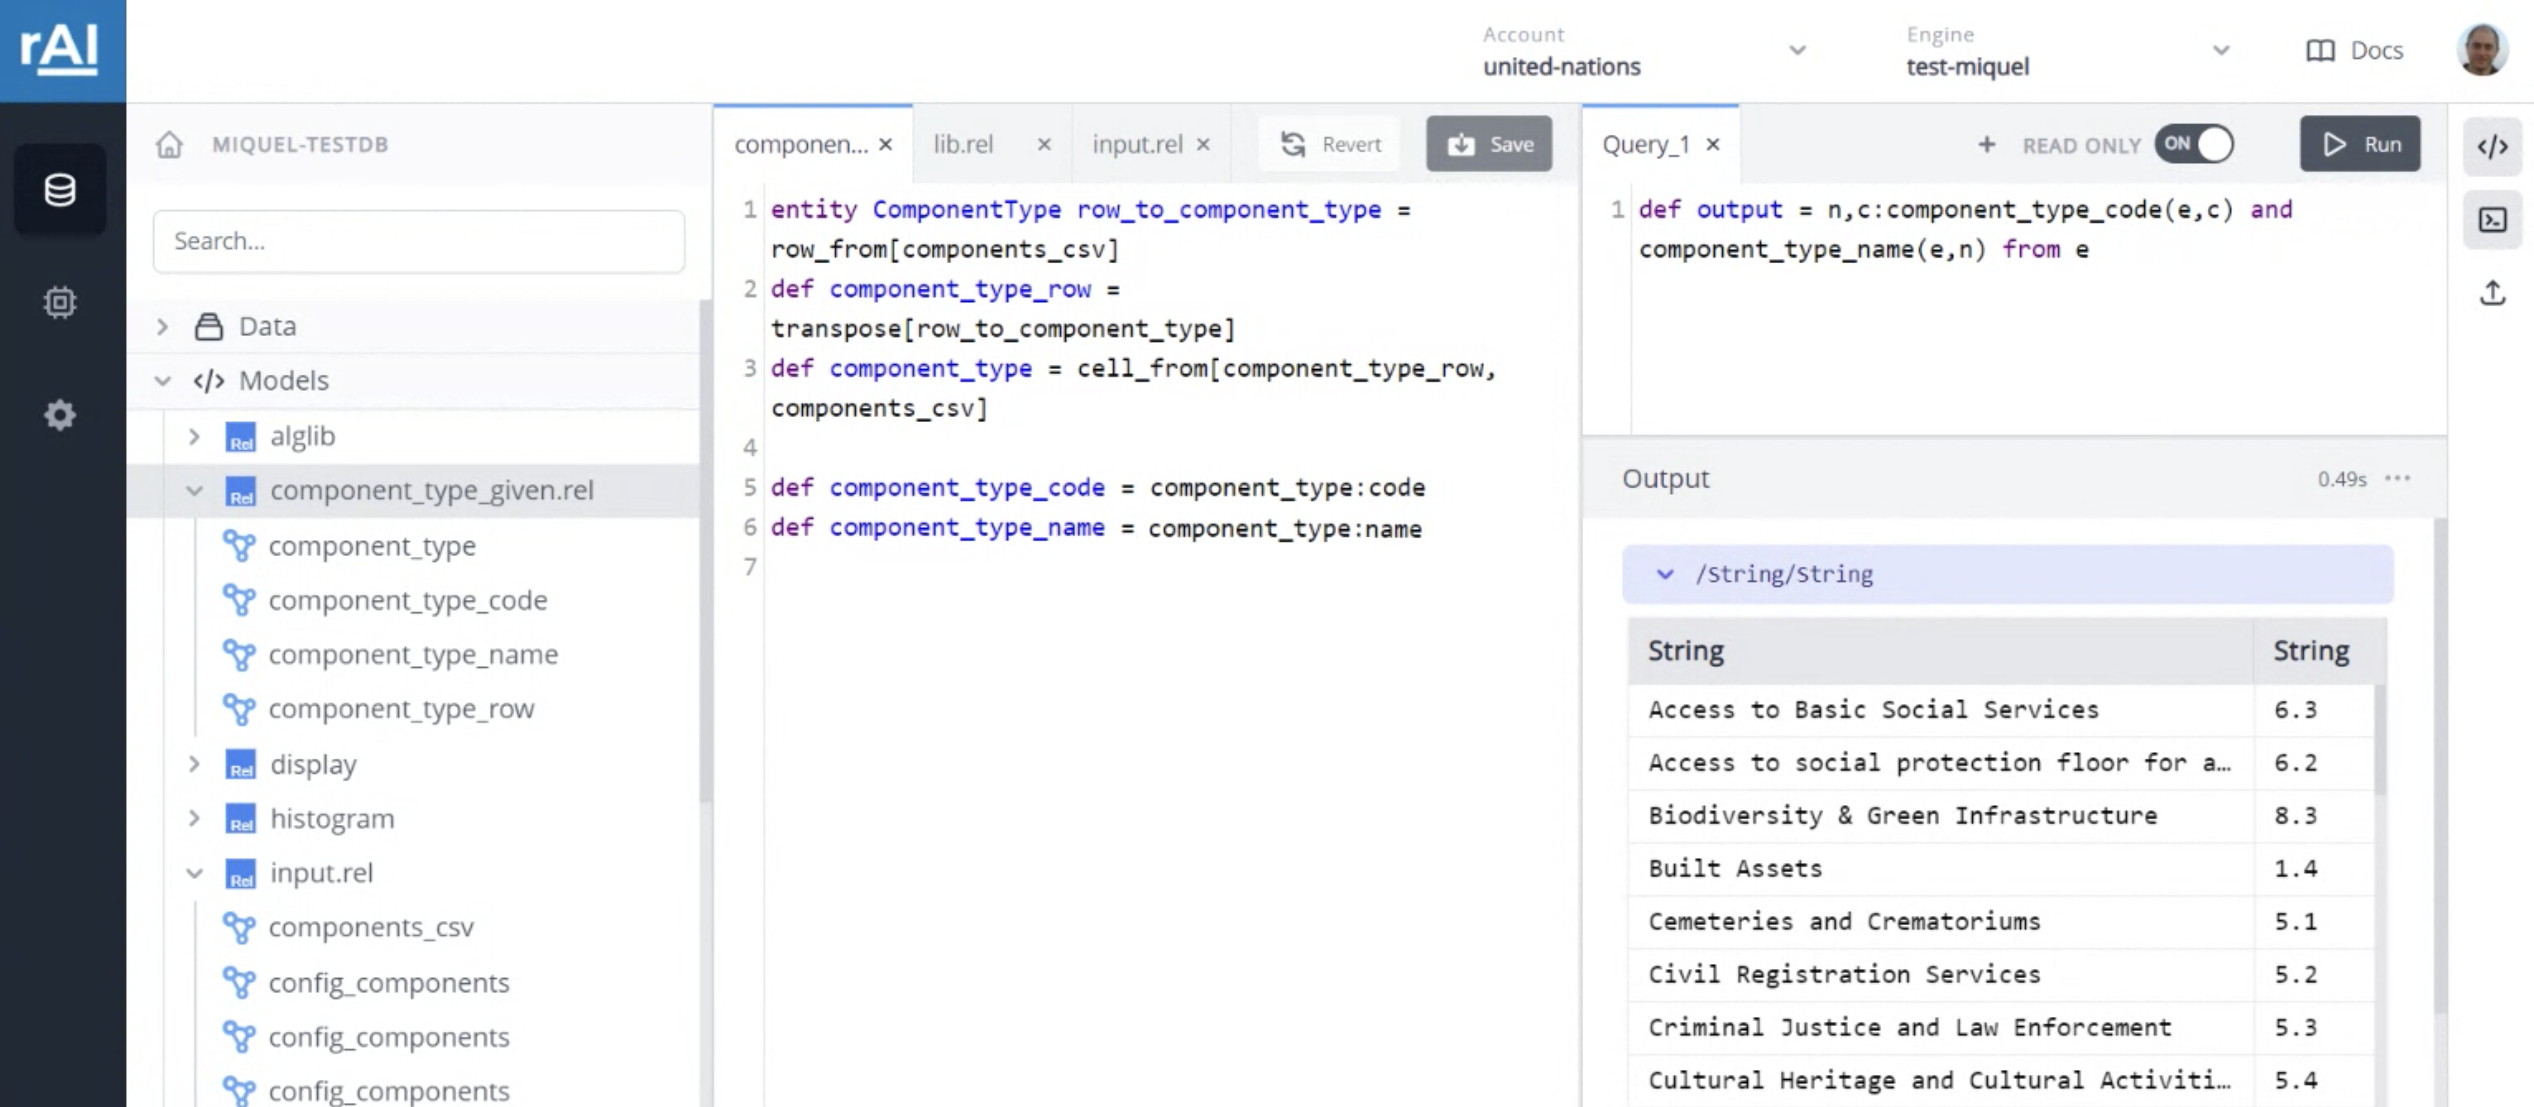 rAI
Account
united-nations
Engine
test-miquel
Docs
MIQUEL-TESTDB
Search...
Data
</> Models
Rel alglib
Rel component_type_given.rel
component_type
component_type_code
component_type_name
component_type_row
Rel display
Rel histogram
Rel input.rel
components_csv
config_components
config_components
config_components
componen... ×
lib.rel ×
input.rel ×
Revert
Save
1 entity ComponentType row_to_component_type =
row_from[components_csv]
2 def component_type_row =
transpose[row_to_component_type]
3 def component_type = cell_from[component_type_row,
components_csv]
4
5 def component_type_code = component_type:code
6 def component_type_name = component_type:name
7
Query_1 ×
+ READ ONLY ON
Run
</>
1 def output = n,c:component_type_code(e,c) and
component_type_name(e,n) from e
Output
0.49s ...
/String/String
String String
Access to Basic Social Services 6.3
Access to social protection floor for a... 6.2
Biodiversity & Green Infrastructure 8.3
Built Assets 1.4
Cemeteries and Crematoriums 5.1
Civil Registration Services 5.2
Criminal Justice and Law Enforcement 5.3
Cultural Heritage and Cultural Activiti... 5.4